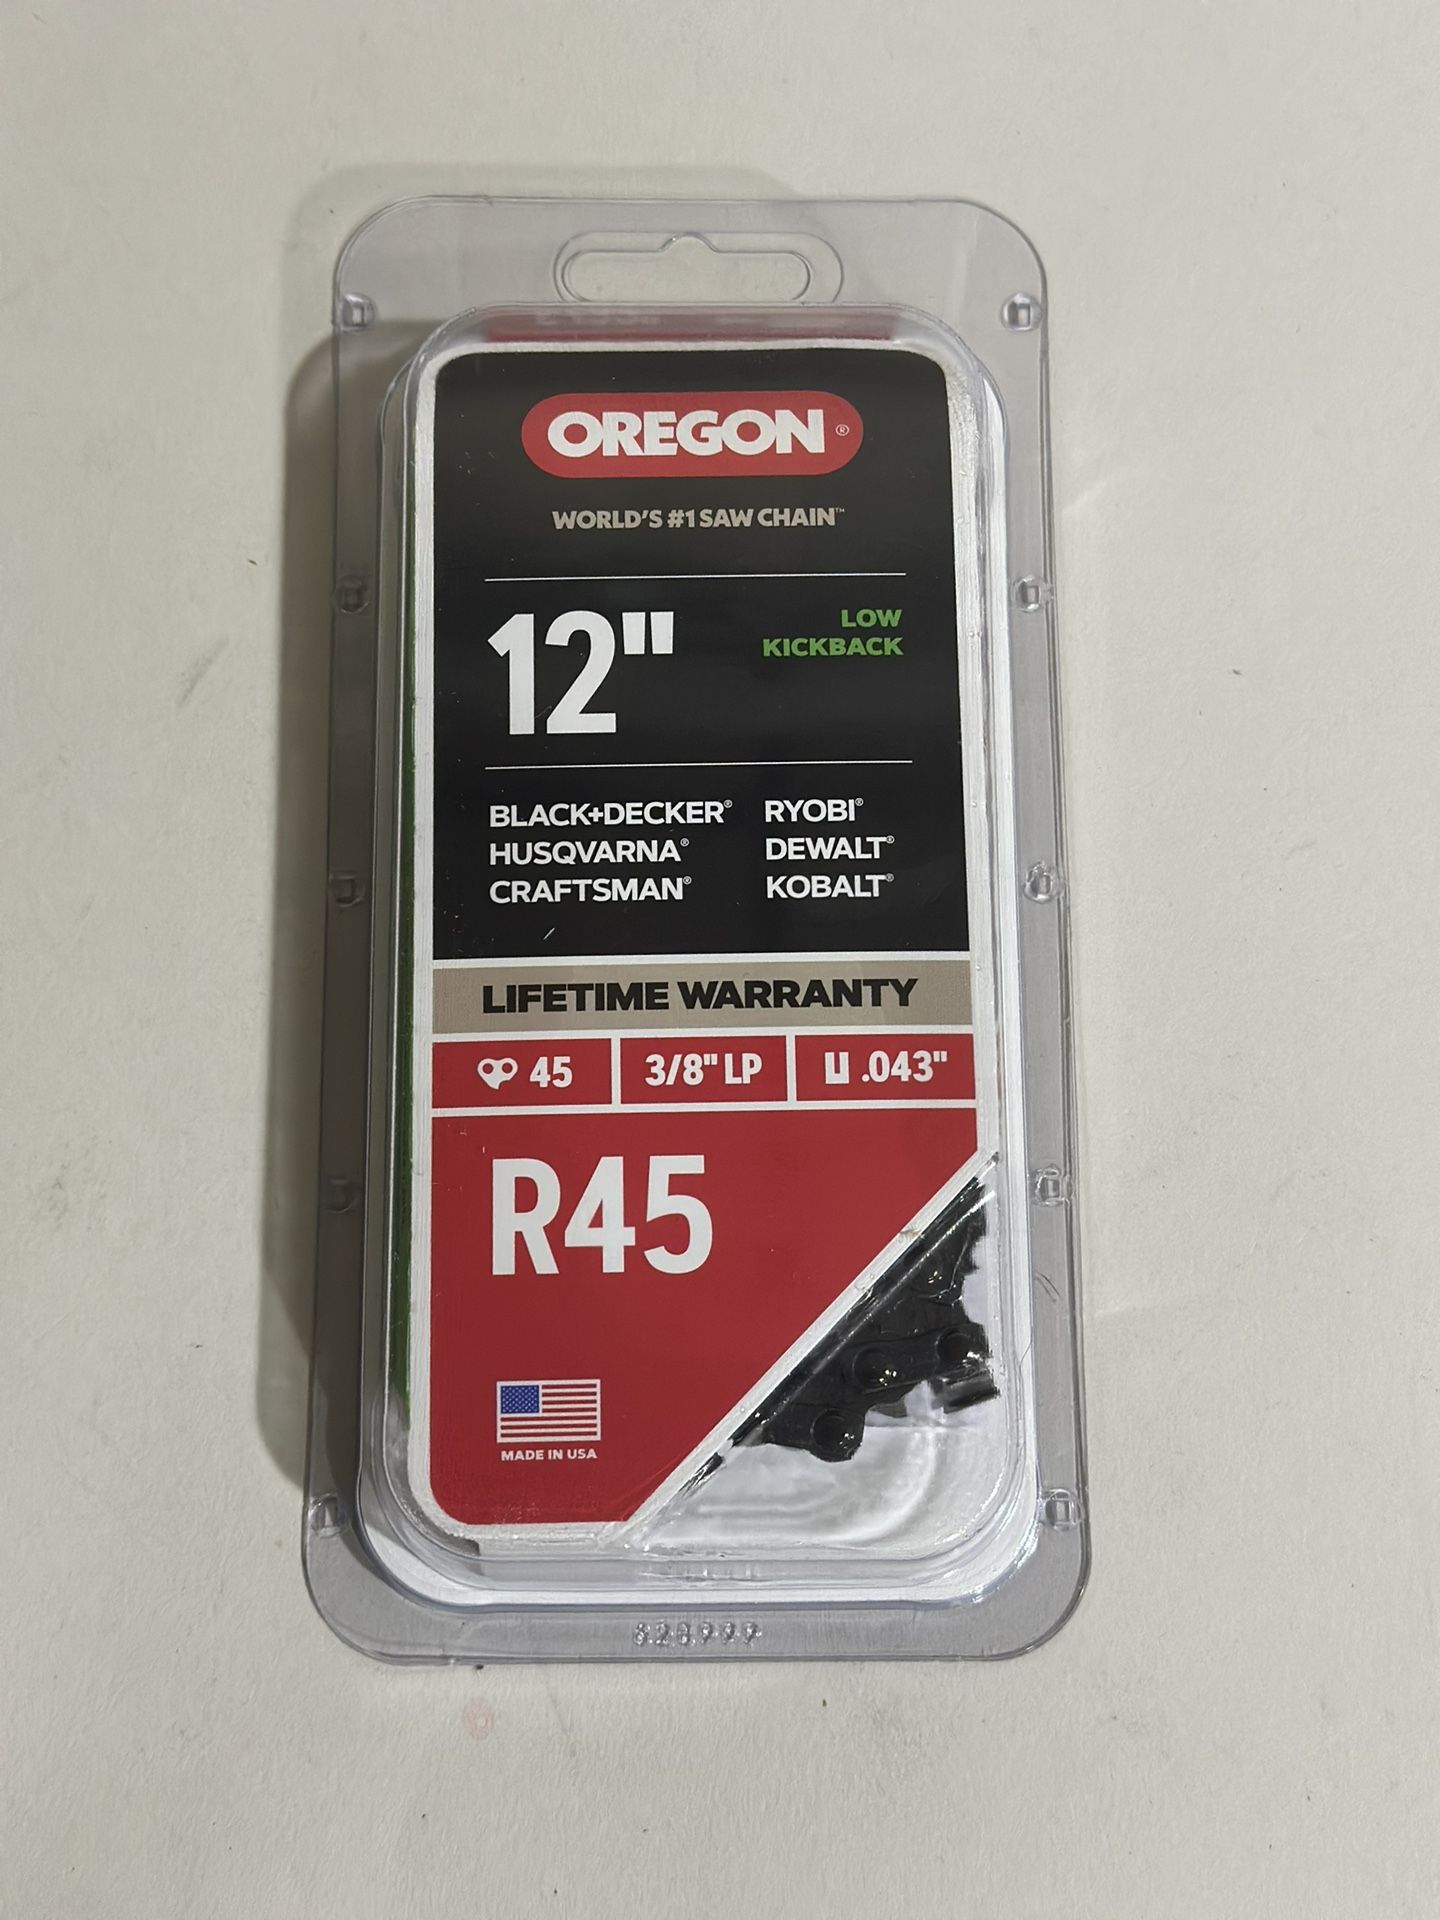 OREGON®
WORLD'S #1 SAW CHAIN™
12"
LOW
KICKBACK
BLACK+DECKER®
HUSQVARNA®
CRAFTSMAN®
RYOBI®
DEWALT®
KOBALT®
LIFETIME WARRANTY
45
3/8" LP
.043"
R45
MADE IN USA